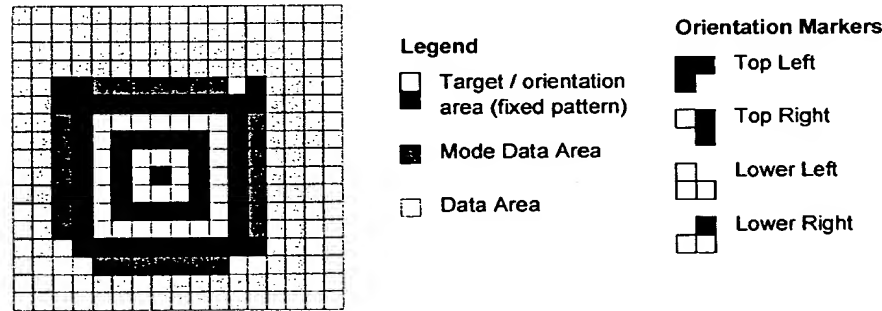 Legend
Target / orientation
area (fixed pattern)
Mode Data Area
Data Area
Orientation Markers
Top Left
Top Right
Lower Left
Lower Right